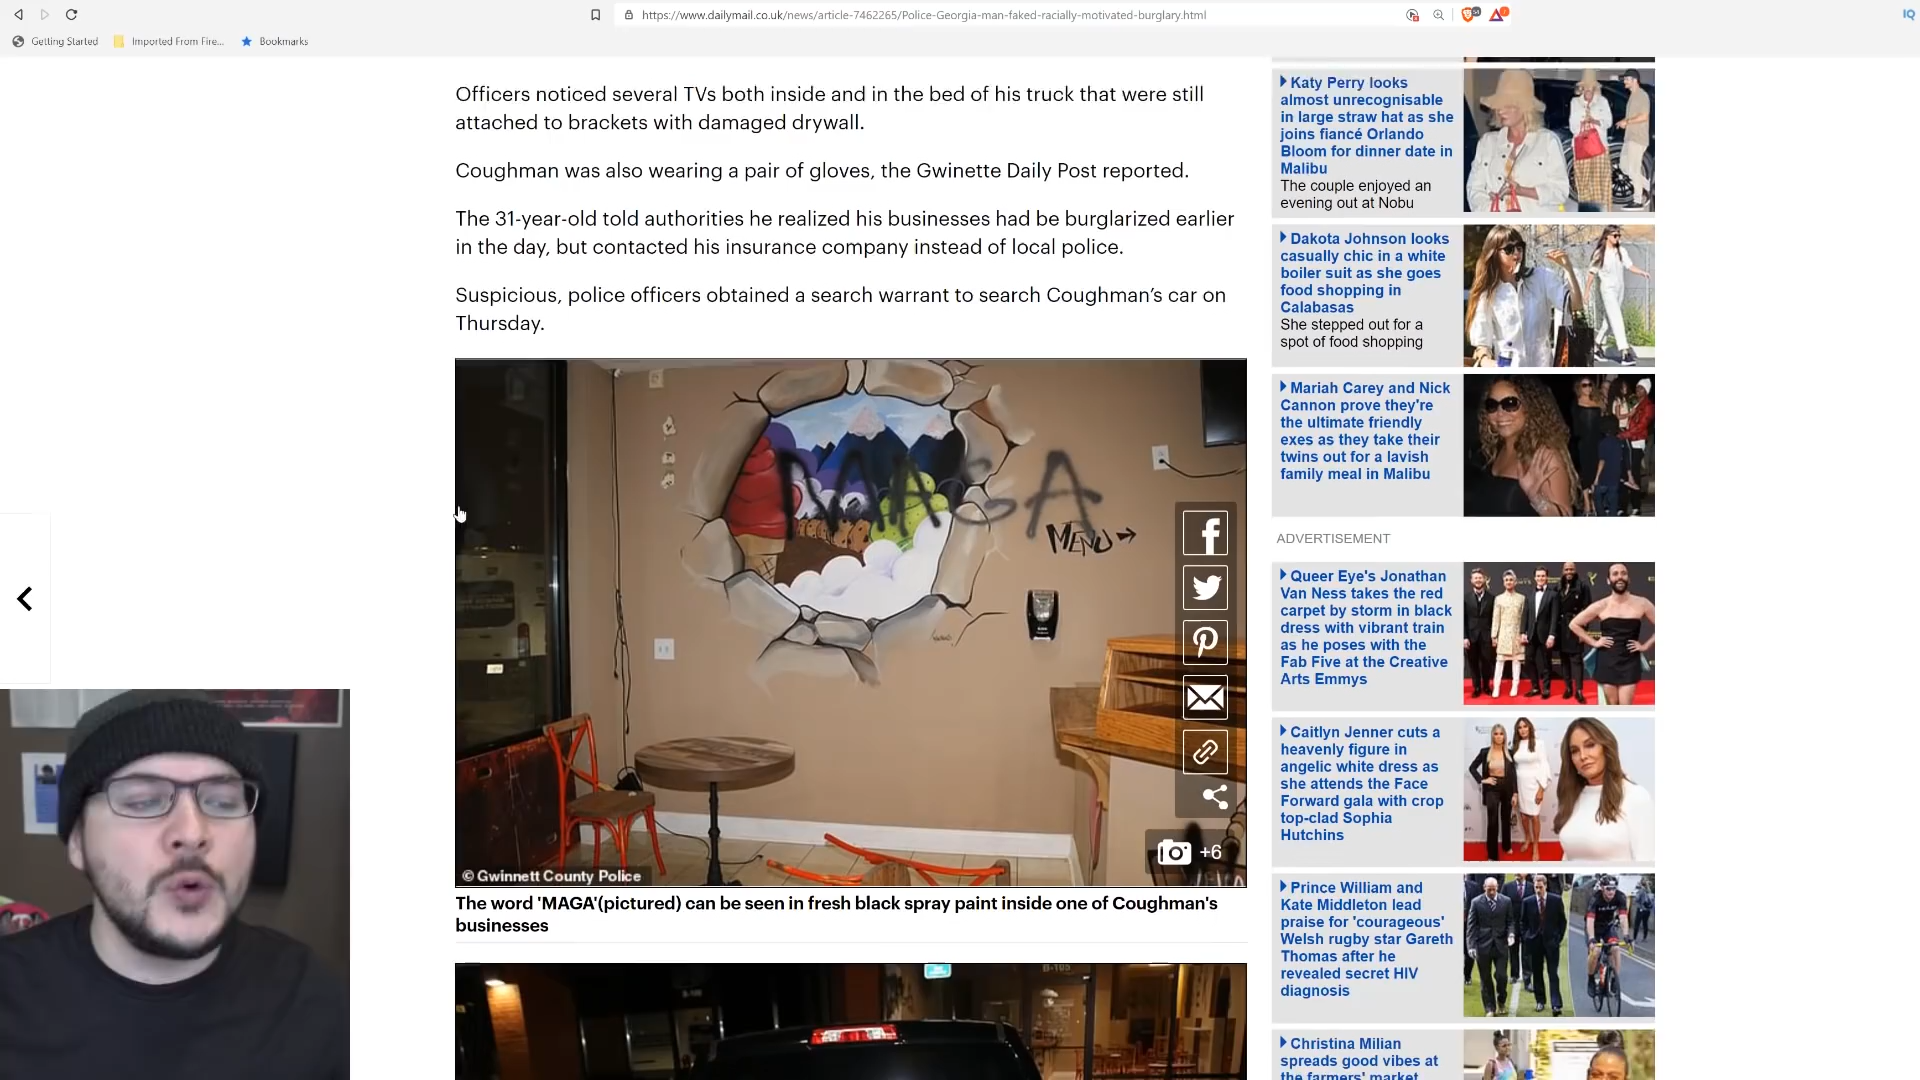 https://www.dailymail.co.uk/news/article-7462265/Police-Georgia-man-faked-racially-motivated-burglary.html
Getting Started
Imported From Fire...
Bookmarks
Officers noticed several TVs both inside and in the bed of his truck that were still
attached to brackets with damaged drywall.
Coughman was also wearing a pair of gloves, the Gwinette Daily Post reported.
The 31-year-old told authorities he realized his businesses had be burglarized earlier
in the day, but contacted his insurance company instead of local police.
Suspicious, police officers obtained a search warrant to search Coughman's car on
Thursday.
MAGA
MENU
+6
© Gwinnett County Police
The word 'MAGA'(pictured) can be seen in fresh black spray paint inside one of Coughman's
businesses
Katy Perry looks
almost unrecognisable
in large straw hat as she
joins fiancé Orlando
Bloom for dinner date in
Malibu
The couple enjoyed an
evening out at Nobu
Dakota Johnson looks
casually chic in a white
boiler suit as she goes
food shopping in
Calabasas
She stepped out for a
spot of food shopping
Mariah Carey and Nick
Cannon prove they're
the ultimate friendly
exes as they take their
twins out for a lavish
family meal in Malibu
ADVERTISEMENT
Queer Eye's Jonathan
Van Ness takes the red
carpet by storm in black
dress with vibrant train
as he poses with the
Fab Five at the Creative
Arts Emmys
Caitlyn Jenner cuts a
heavenly figure in
angelic white dress as
she attends the Face
Forward gala with crop
top-clad Sophia
Hutchins
Prince William and
Kate Middleton lead
praise for 'courageous'
Welsh rugby star Gareth
Thomas after he
revealed secret HIV
diagnosis
Christina Milian
spreads good vibes at
the farmers' market